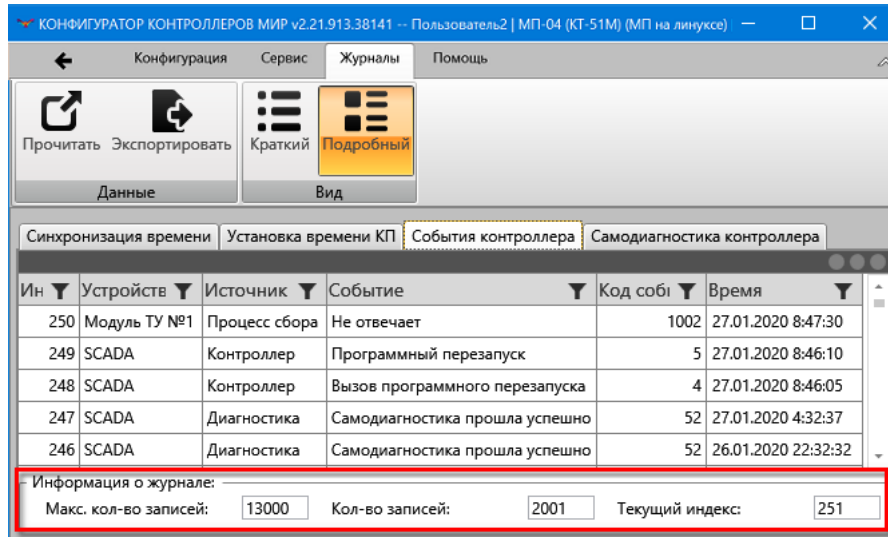 КОНФИГУРАТОР КОНТРОЛЛЕРОВ МИР v2.21.913.38141 -- Пользователь2 | МП-04 (КТ-51М) (МП на линуксе)
Конфигурация Сервис Журналы Помощь
Прочитать Экспортировать Краткий Подробный
Данные Вид
Синхронизация времени Установка времени КП События контроллера Самодиагностика контроллера
Ин Устройств Источник Событие Код собы Время
250 Модуль ТУ №1 Процесс сбора Не отвечает 1002 27.01.2020 8:47:30
249 SCADA Контроллер Программный перезапуск 5 27.01.2020 8:46:10
248 SCADA Контроллер Вызов программного перезапуска 4 27.01.2020 8:46:05
247 SCADA Диагностика Самодиагностика прошла успешно 52 27.01.2020 4:32:37
246 SCADA Диагностика Самодиагностика прошла успешно 52 26.01.2020 22:32:32
Информация о журнале:
Макс. кол-во записей: 13000 Кол-во записей: 2001 Текущий индекс: 251